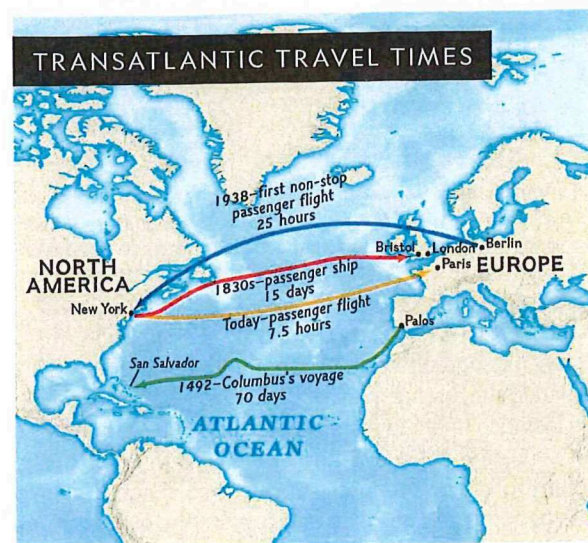 TRANSATLANTIC TRAVEL TIMES
1938–first non-stop
passenger flight
25 hours
Bristol
London
Berlin
Paris
EUROPE
NORTH
AMERICA
New York
1830s–passenger ship
15 days
Today–passenger flight
7.5 hours
Palos
San Salvador
1492–Columbus's voyage
70 days
ATLANTIC
OCEAN